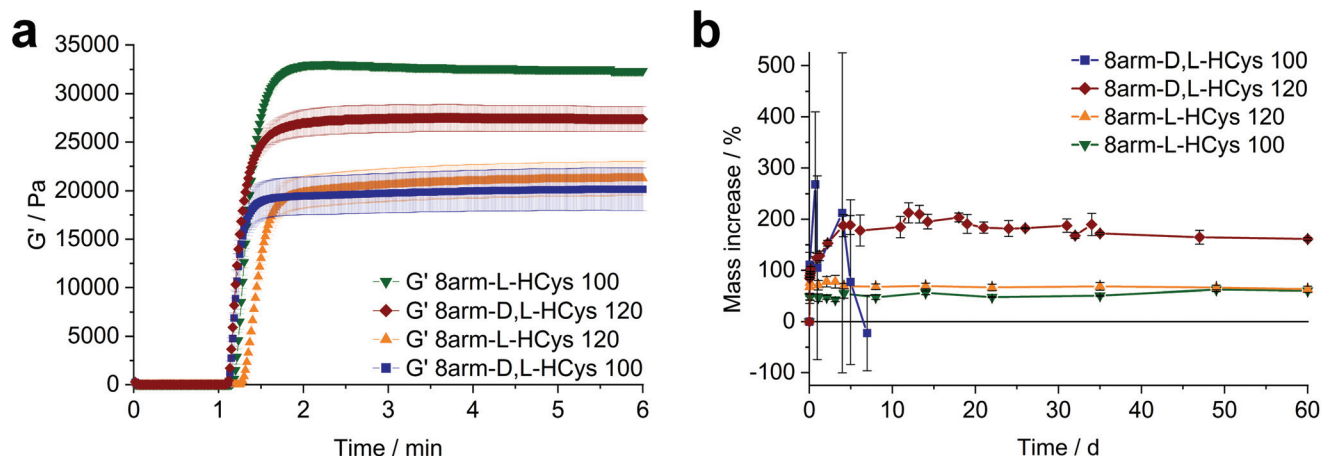 a
35000
30000
25000
20000
15000
10000
5000
0
G' / Pa
G' 8arm-L-HCys 100
G' 8arm-D,L-HCys 120
G' 8arm-L-HCys 120
G' 8arm-D,L-HCys 100
0 1 2 3 4 5 6
Time / min
b
500
400
300
200
100
0
-100
Mass increase / %
8arm-D,L-HCys 100
8arm-D,L-HCys 120
8arm-L-HCys 120
8arm-L-HCys 100
0 5 10 20 30 40 50 60
Time / d